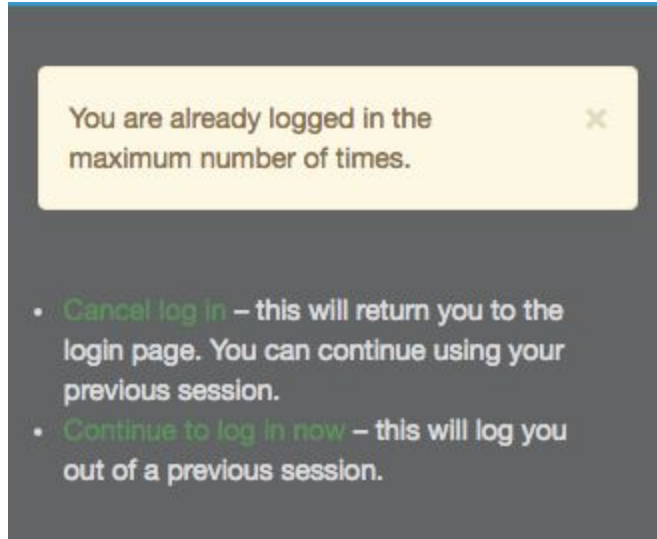 You are already logged in the
maximum number of times.
×
• Cancel log in – this will return you to the
login page. You can continue using your
previous session.
• Continue to log in now – this will log you
out of a previous session.